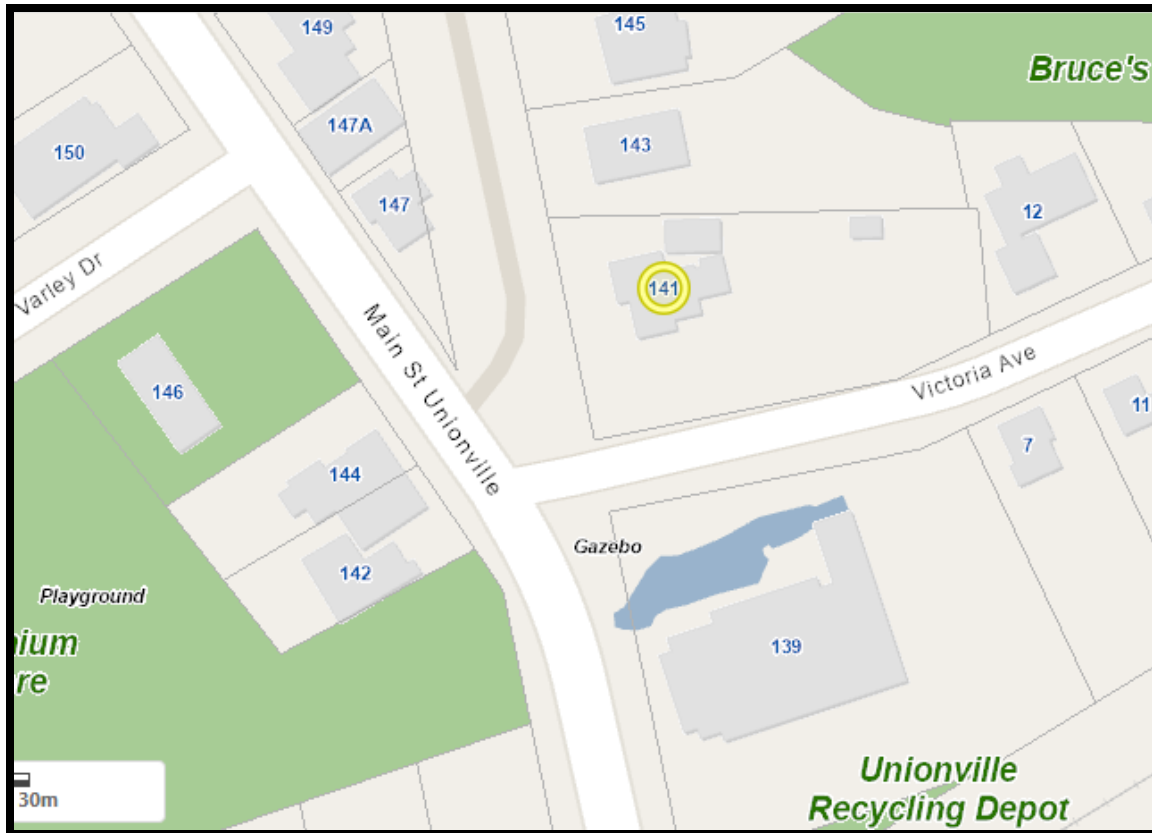 149
145
Bruce's
147A
150
143
147
12
Varley Dr
141
Main St Unionville
Victoria Ave
146
11
144
7
Gazebo
142
Playground
nium
re
139
Unionville
Recycling Depot
30m